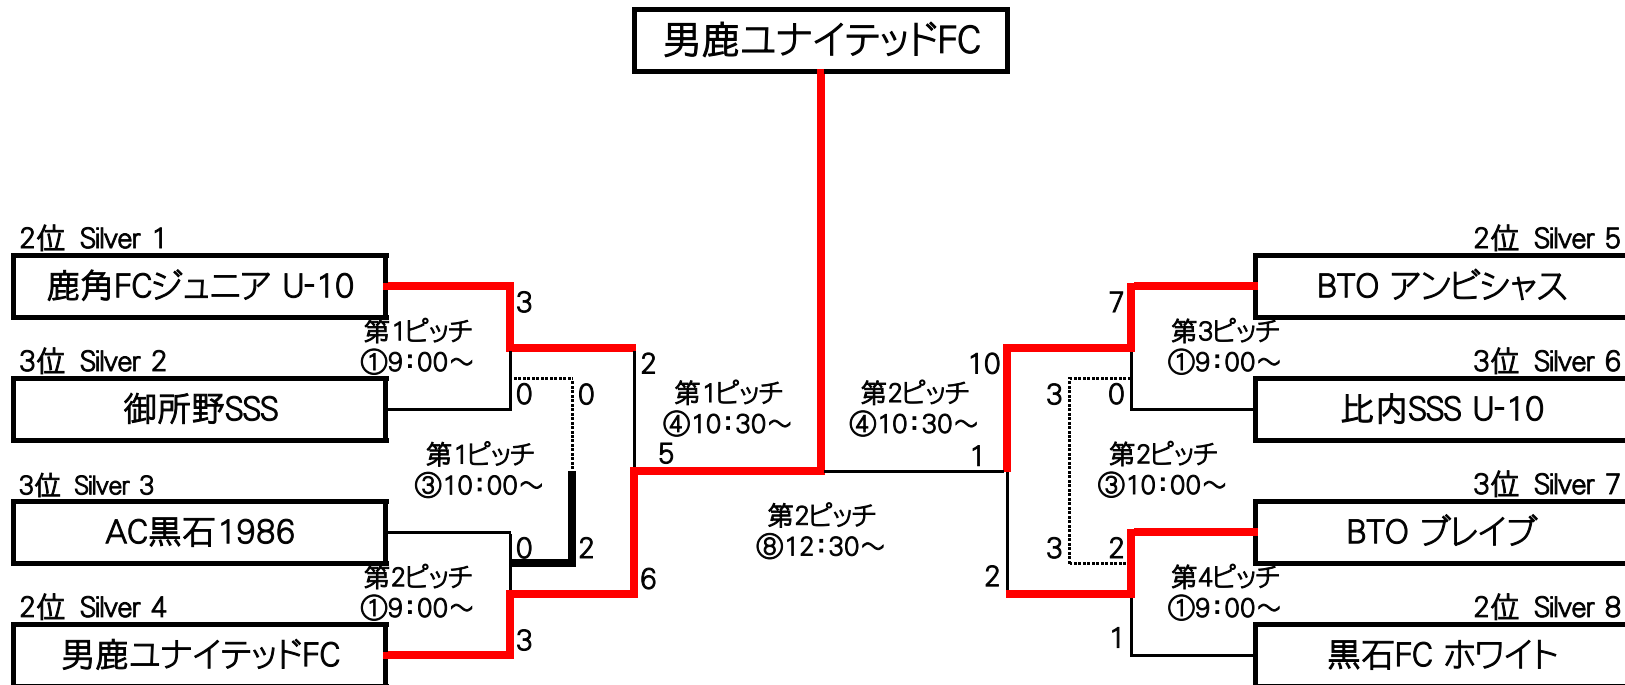 男鹿ユナイテッドFC
2位 Silver 1
2位 Silver 5
鹿角FCジュニア U-10
BTO アンビシャス
3
7
第1ピッチ
①9:00～
第3ピッチ
①9:00～
3位 Silver 2
3位 Silver 6
2
10
御所野SSS
比内SSS U-10
0
0
3
0
第1ピッチ
④10:30～
第2ピッチ
④10:30～
5
1
第1ピッチ
③10:00～
第2ピッチ
③10:00～
3位 Silver 3
3位 Silver 7
AC黒石1986
BTO ブレイブ
第2ピッチ
⑧12:30～
0
2
3
2
第2ピッチ
①9:00～
第4ピッチ
①9:00～
6
2
2位 Silver 4
2位 Silver 8
男鹿ユナイテッドFC
黒石FC ホワイト
3
1